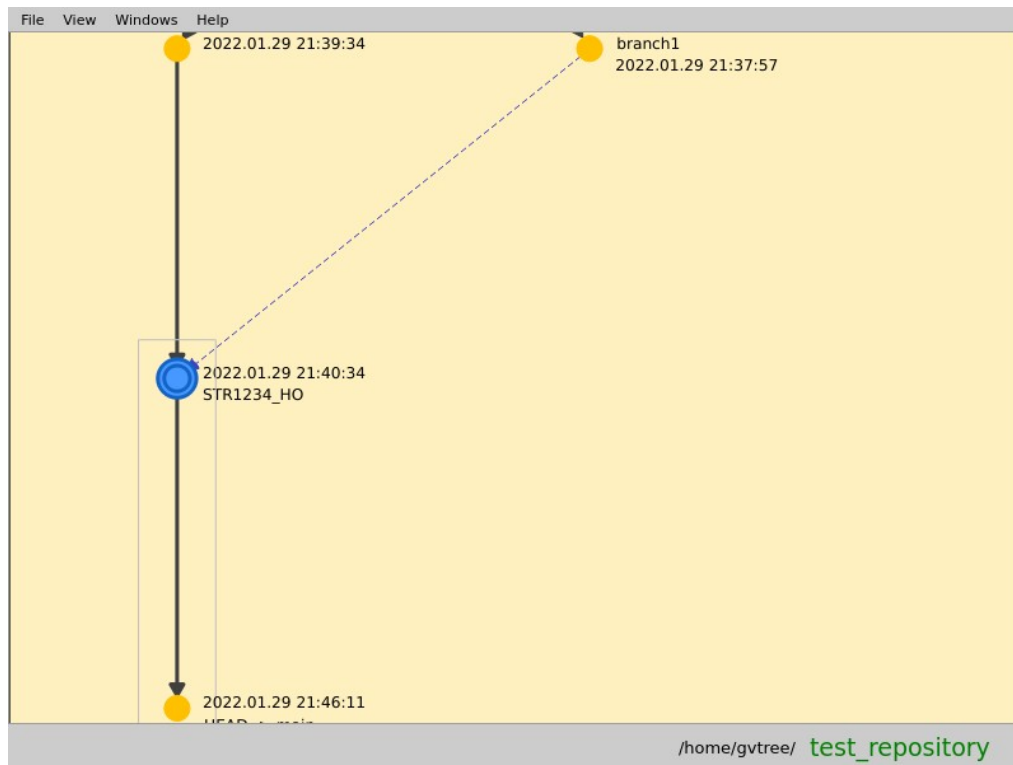 File View Windows Help
2022.01.29 21:39:34
branch1
2022.01.29 21:37:57
2022.01.29 21:40:34
STR1234_HO
2022.01.29 21:46:11
/home/gvtree/ test_repository